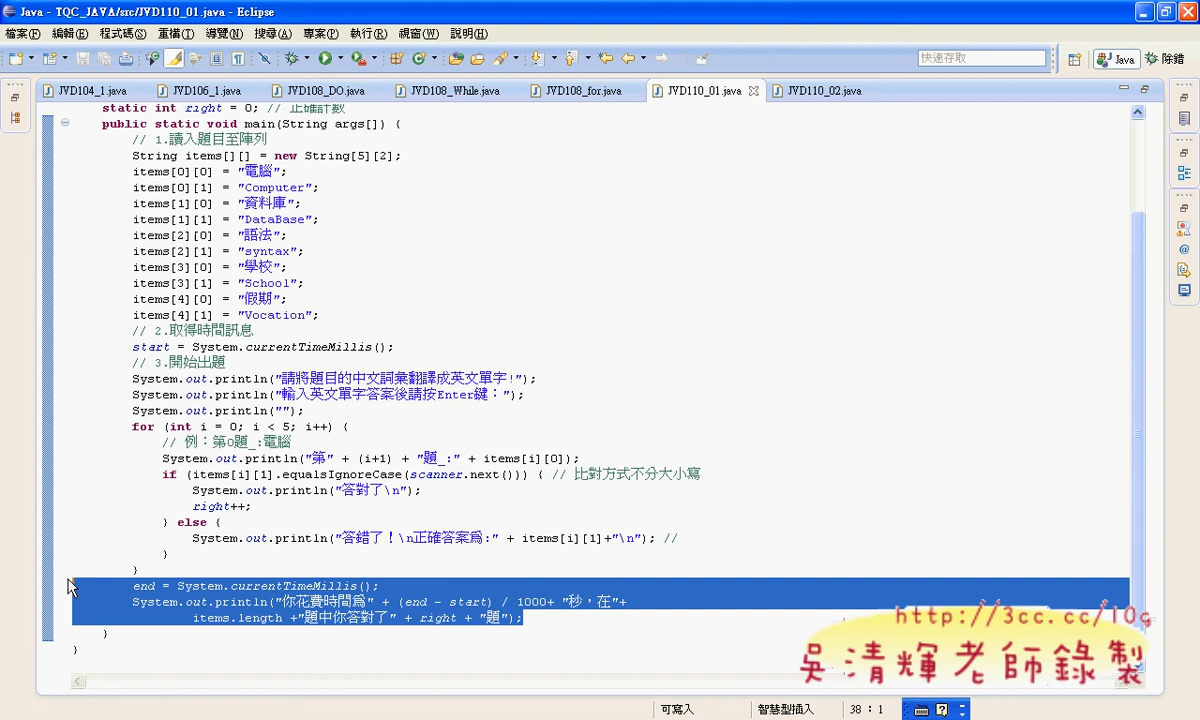 Java - TQC_JAVA/src/JVD110_01.java - Eclipse
檔案(F) 編輯(E) 程式碼(S) 重構(T) 導覽(N) 搜尋(A) 專案(P) 執行(R) 視窗(W) 說明(H)
快速存取 Java 除錯
JVD104_1.java JVD106_1.java JVD108_DO.java JVD108_While.java JVD108_for.java JVD110_01.java JVD110_02.java
static int right = 0; // 正確計數
public static void main(String args[]) {
// 1.讀入題目至陣列
String items[][] = new String[5][2];
items[0][0] = "電腦";
items[0][1] = "Computer";
items[1][0] = "資料庫";
items[1][1] = "DataBase";
items[2][0] = "語法";
items[2][1] = "syntax";
items[3][0] = "學校";
items[3][1] = "School";
items[4][0] = "假期";
items[4][1] = "Vocation";
// 2.取得時間訊息
start = System.currentTimeMillis();
// 3.開始出題
System.out.println("請將題目的中文詞彙翻譯成英文單字!");
System.out.println("輸入英文單字答案後請按Enter鍵：");
System.out.println("");
for (int i = 0; i < 5; i++) {
// 例：第0題_:電腦
System.out.println("第" + (i+1) + "題_:" + items[i][0]);
if (items[i][1].equalsIgnoreCase(scanner.next())) { // 比對方式不分大小寫
System.out.println("答對了\n");
right++;
} else {
System.out.println("答錯了！\n正確答案為:" + items[i][1]+"\n"); //
}
}
end = System.currentTimeMillis();
System.out.println("你花費時間為" + (end - start) / 1000+ "秒，在"+
items.length +"題中你答對了" + right + "題");
}
}
http://3cc.cc/10g
吳清輝老師錄製
可寫入 智慧型插入 38 : 1